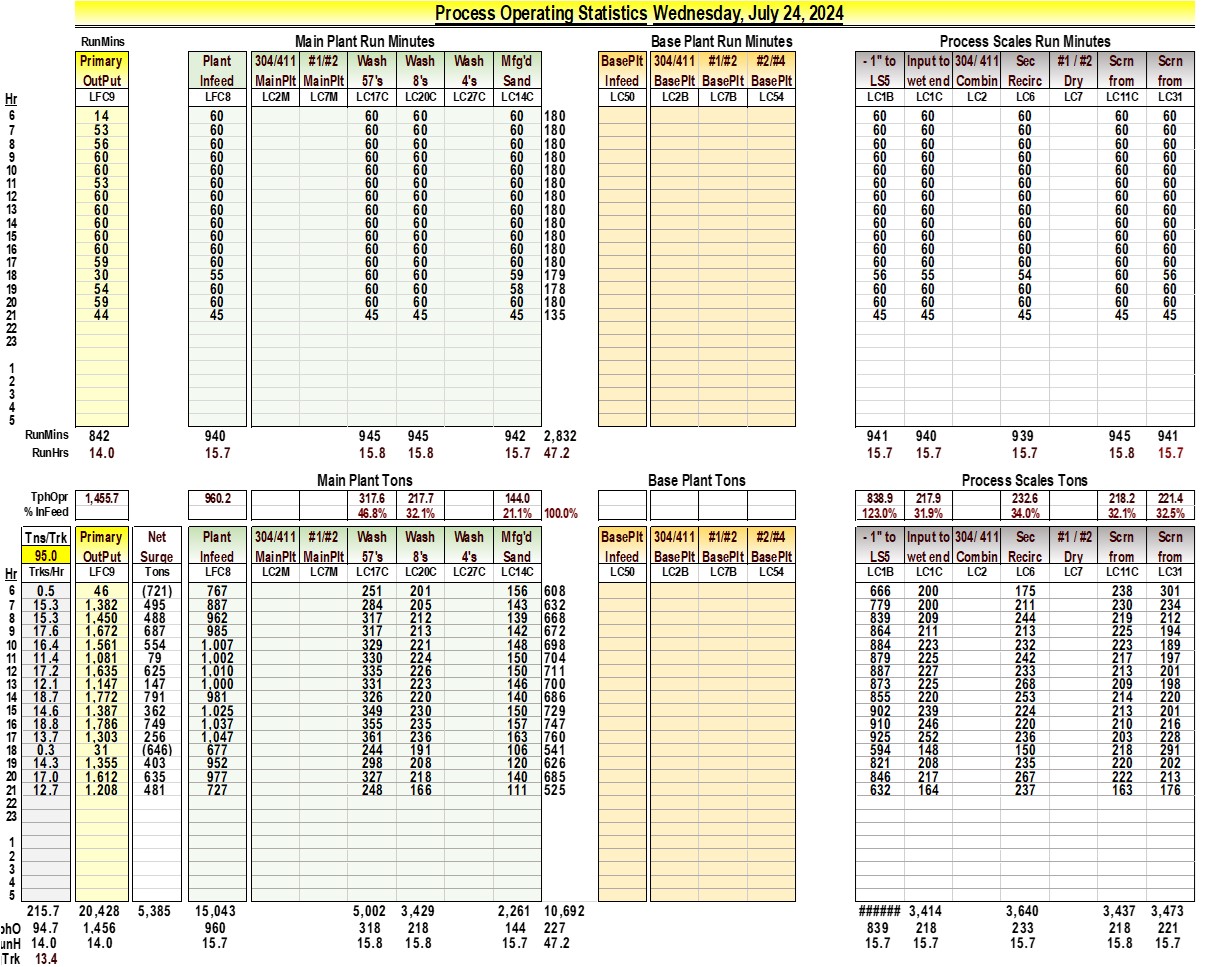 Process Operating Statistics Wednesday, July 24, 2024
RunMins Main Plant Run Minutes Base Plant Run Minutes Process Scales Run Minutes
Primary Plant 304/411 #1/#2 Wash Wash Wash Mfg'd BasePlt 304/411 #1/#2 #2/#4 - 1" to Input to 304/ 411 Sec #1 / #2 Scrn Scrn
OutPut Infeed MainPlt MainPlt 57's 8's 4's Sand Infeed BasePlt BasePlt BasePlt LS5 wet end Combin Recirc Dry from from
Hr LFC9 LFC8 LC2M LC7M LC17C LC20C LC27C LC14C LC50 LC2B LC7B LC54 LC1B LC1C LC2 LC6 LC7 LC11C LC31
6 14 60 60 60 60 180 60 60 60 60 60
7 53 60 60 60 60 180 60 60 60 60 60
8 56 60 60 60 60 180 60 60 60 60 60
9 60 60 60 60 60 180 60 60 60 60 60
10 60 60 60 60 60 180 60 60 60 60 60
11 53 60 60 60 60 180 60 60 60 60 60
12 60 60 60 60 60 180 60 60 60 60 60
13 60 60 60 60 60 180 60 60 60 60 60
14 60 60 60 60 60 180 60 60 60 60 60
15 60 60 60 60 60 180 60 60 60 60 60
16 60 60 60 60 60 180 60 60 60 60 60
17 59 60 60 60 60 180 60 60 60 60 60
18 30 55 60 60 59 179 56 55 54 60 56
19 54 60 60 60 58 178 60 60 60 60 60
20 59 60 60 60 60 180 60 60 60 60 60
21 44 45 45 45 45 135 45 45 45 45 45
22
23
1
2
3
4
5
RunMins 842 940 945 945 942 2,832 941 940 939 945 941
RunHrs 14.0 15.7 15.8 15.8 15.7 47.2 15.7 15.7 15.7 15.8 15.7
Main Plant Tons Base Plant Tons Process Scales Tons
TphOpr 1,455.7 960.2 317.6 217.7 144.0 838.9 217.9 232.6 218.2 221.4
% InFeed 46.8% 32.1% 21.1% 100.0% 123.0% 31.9% 34.0% 32.1% 32.5%
Tns/Trk Primary Net Plant 304/411 #1/#2 Wash Wash Wash Mfg'd BasePlt 304/411 #1/#2 #2/#4 - 1" to Input to 304/ 411 Sec #1 / #2 Scrn Scrn
95.0 OutPut Surge Infeed MainPlt MainPlt 57's 8's 4's Sand Infeed BasePlt BasePlt BasePlt LS5 wet end Combin Recirc Dry from from
Hr Trks/Hr LFC9 Tons LFC8 LC2M LC7M LC17C LC20C LC27C LC14C LC50 LC2B LC7B LC54 LC1B LC1C LC2 LC6 LC7 LC11C LC31
6 0.5 46 (721) 767 251 201 156 608 666 200 175 238 301
7 15.3 1,382 495 887 284 205 143 632 779 200 211 230 234
8 15.3 1,450 488 962 317 212 139 668 839 209 244 219 212
9 17.6 1,672 687 985 317 213 142 672 864 211 213 225 194
10 16.4 1,561 554 1,007 329 221 148 698 884 223 232 223 189
11 11.4 1,081 79 1,002 330 224 150 704 879 225 242 217 197
12 17.2 1,635 625 1,010 335 226 150 711 887 227 233 213 201
13 12.1 1,147 147 1,000 331 223 146 700 873 225 268 209 198
14 18.7 1,772 791 981 326 220 140 686 855 220 253 214 220
15 14.6 1,387 362 1,025 349 230 150 729 902 239 224 213 201
16 18.8 1,786 749 1,037 355 235 157 747 910 246 220 210 216
17 13.7 1,303 256 1,047 361 236 163 760 925 252 236 203 228
18 0.3 31 (646) 677 244 191 106 541 594 148 150 218 291
19 14.3 1,355 403 952 298 208 120 626 821 208 235 220 202
20 17.0 1,612 635 977 327 218 140 685 846 217 267 222 213
21 12.7 1,208 481 727 248 166 111 525 632 164 237 163 176
22
23
1
2
3
4
5
215.7 20,428 5,385 15,043 5,002 3,429 2,261 10,692 ###### 3,414 3,640 3,437 3,473
phO 94.7 1,456 960 318 218 144 227 839 218 233 218 221
unH 14.0 14.0 15.7 15.8 15.8 15.7 47.2 15.7 15.7 15.7 15.8 15.7
Trk 13.4